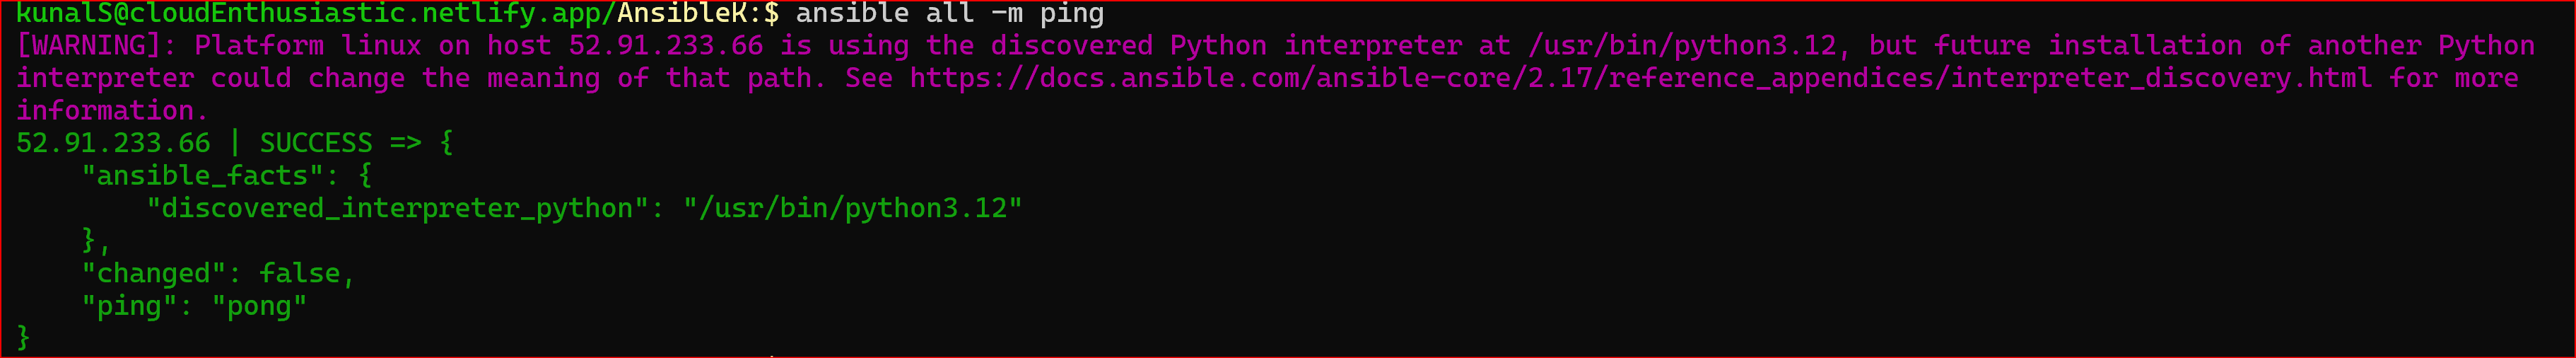 kunalS@cloudEnthusiastic.netlify.app/AnsibleK:$ ansible all -m ping
[WARNING]: Platform linux on host 52.91.233.66 is using the discovered Python interpreter at /usr/bin/python3.12, but future installation of another Python
interpreter could change the meaning of that path. See https://docs.ansible.com/ansible-core/2.17/reference_appendices/interpreter_discovery.html for more
information.
52.91.233.66 | SUCCESS => {
    "ansible_facts": {
        "discovered_interpreter_python": "/usr/bin/python3.12"
    },
    "changed": false,
    "ping": "pong"
}